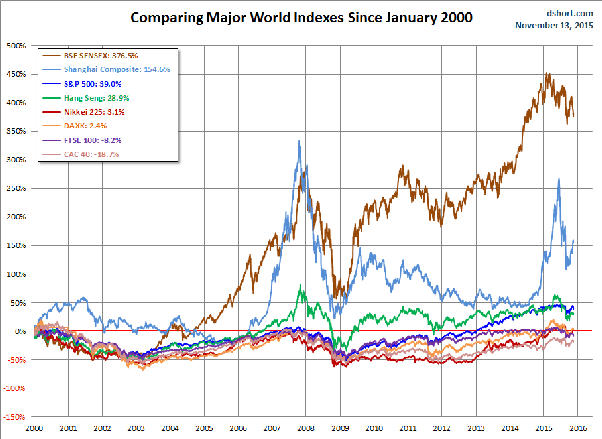 Comparing Major World Indexes Since January 2000
dshort.com
November 13, 2015
BSE SENSEX: 376.5%
Shanghai Composite: 154.6%
S&P 500: 39.0%
Hang Seng: 28.9%
Nikkei 225: 3.1%
DAXK: 2.4%
FTSE 100: -8.2%
CAC 40: -18.7%
500%
450%
400%
350%
300%
250%
200%
150%
100%
50%
0%
-50%
-100%
-150%
2000 2001 2002 2003 2004 2005 2006 2007 2008 2009 2010 2011 2012 2013 2014 2015 2016